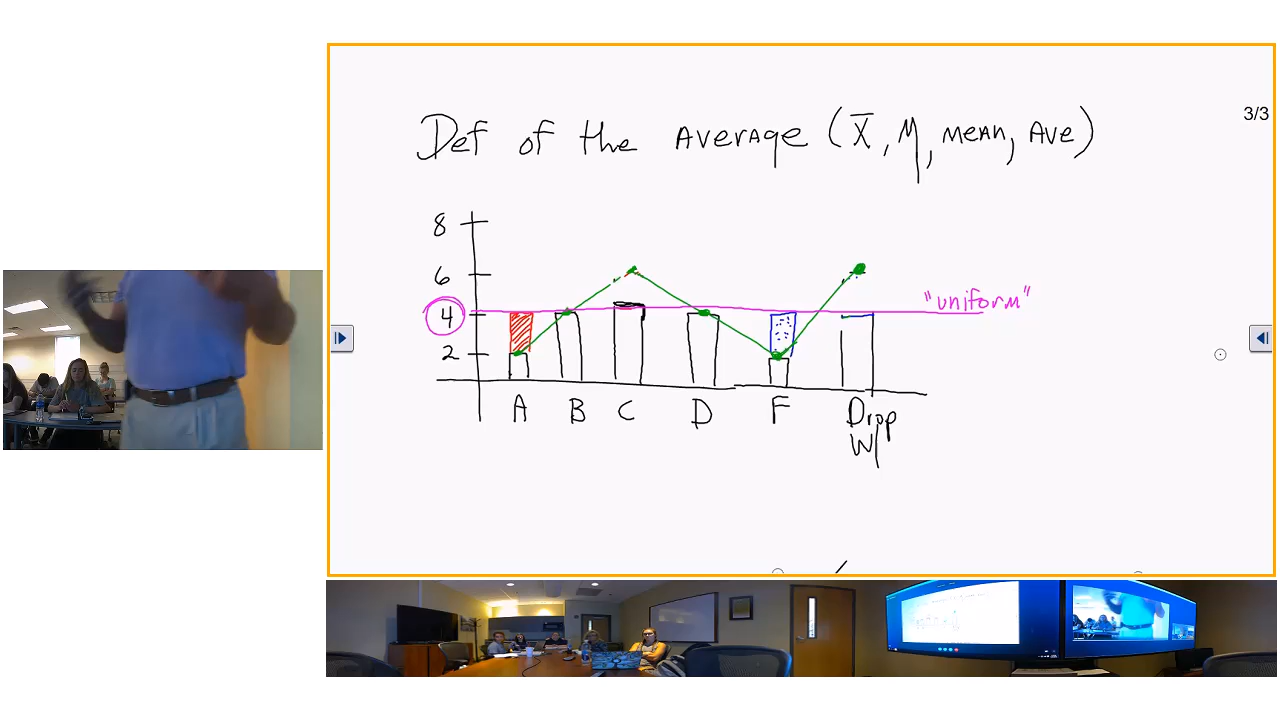 3/3
Def of the Average (X̄, M, mean, Ave)
8
6
4
2
"uniform"
A B C D F Drop
W/